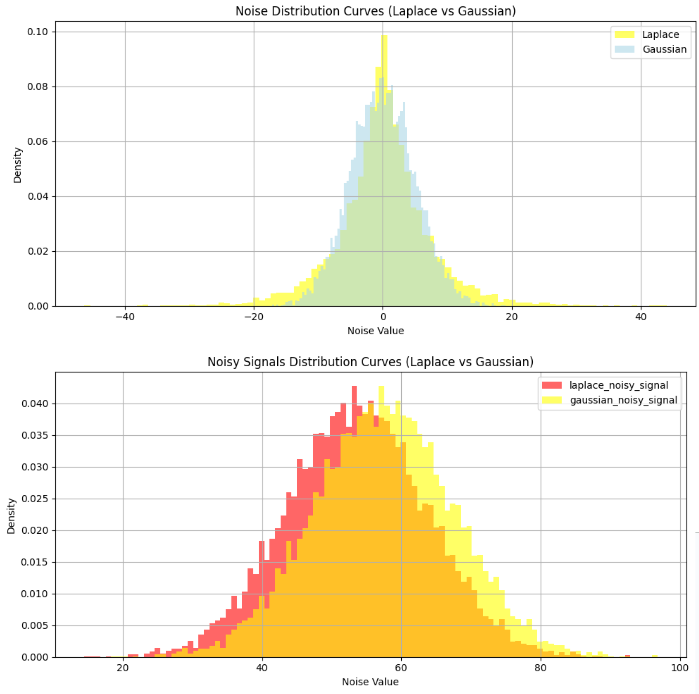 Noise Distribution Curves (Laplace vs Gaussian)
0.10
0.08
0.06
0.04
0.02
0.00
Density
Laplace
Gaussian
−40
−20
0
20
40
Noise Value
Noisy Signals Distribution Curves (Laplace vs Gaussian)
0.040
0.035
0.030
0.025
0.020
0.015
0.010
0.005
0.000
Density
laplace_noisy_signal
gaussian_noisy_signal
20
40
60
80
100
Noise Value